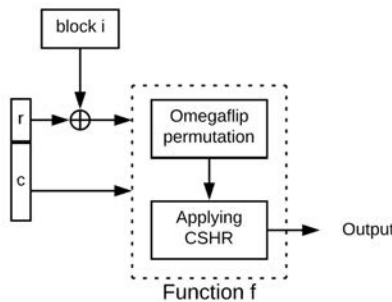 block i
r
c
Omegaflip
permutation
Applying
CSHR
Output
Function f